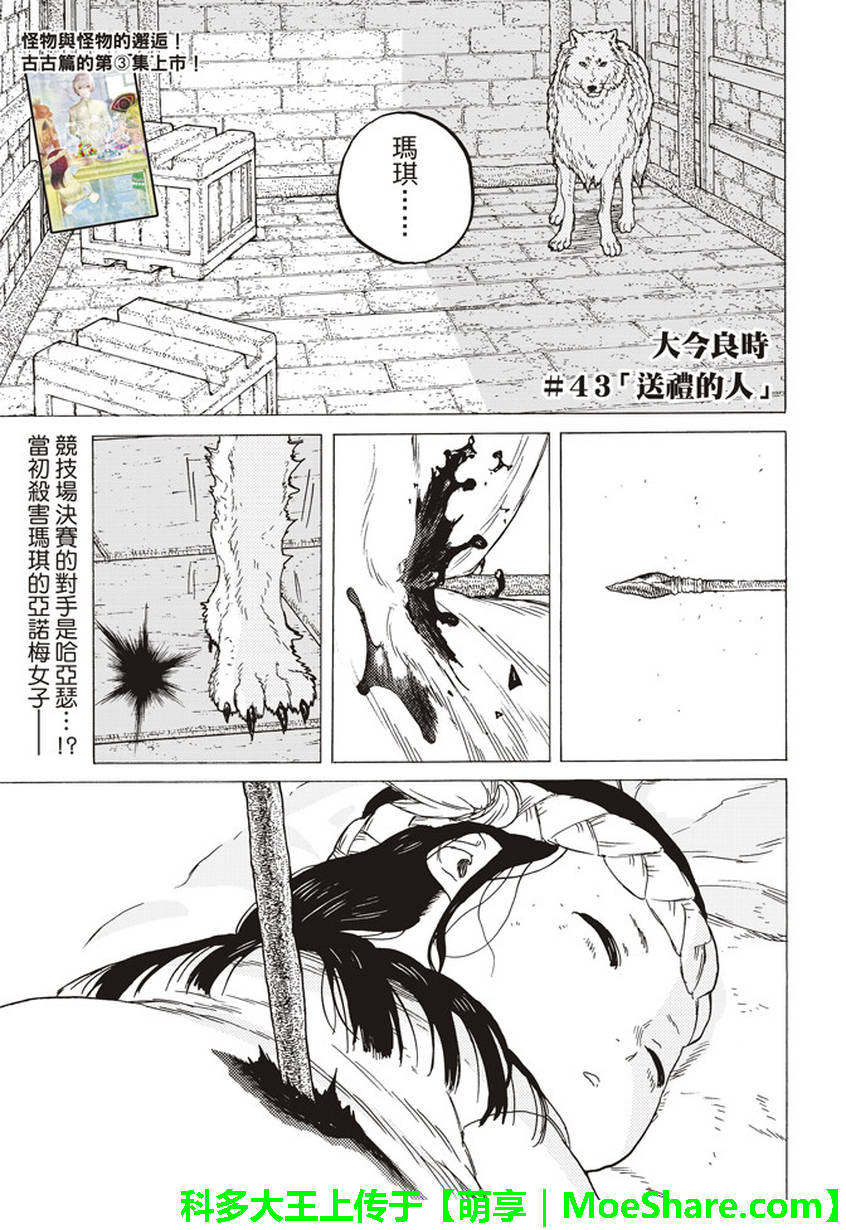 怪物與怪物的邂逅！
古古篇的第③集上市！
瑪琪……
大今良時
＃43「送禮的人」
競技場決賽的對手是哈亞瑟…!?
當初殺害瑪琪的亞諾梅女子——
科多大王上传于【萌享｜MoeShare.com】